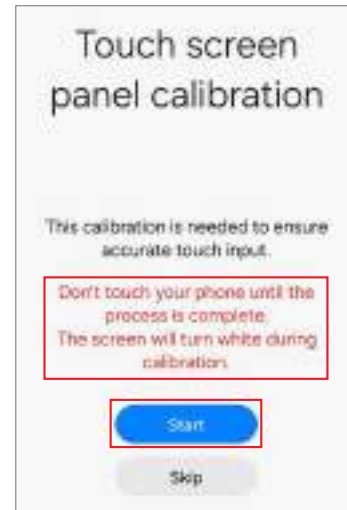 Touch screen
panel calibration
This calibration is needed to ensure
accurate touch input.
Don't touch your phone until the
process is complete.
The screen will turn white during
calibration.
Start
Skip